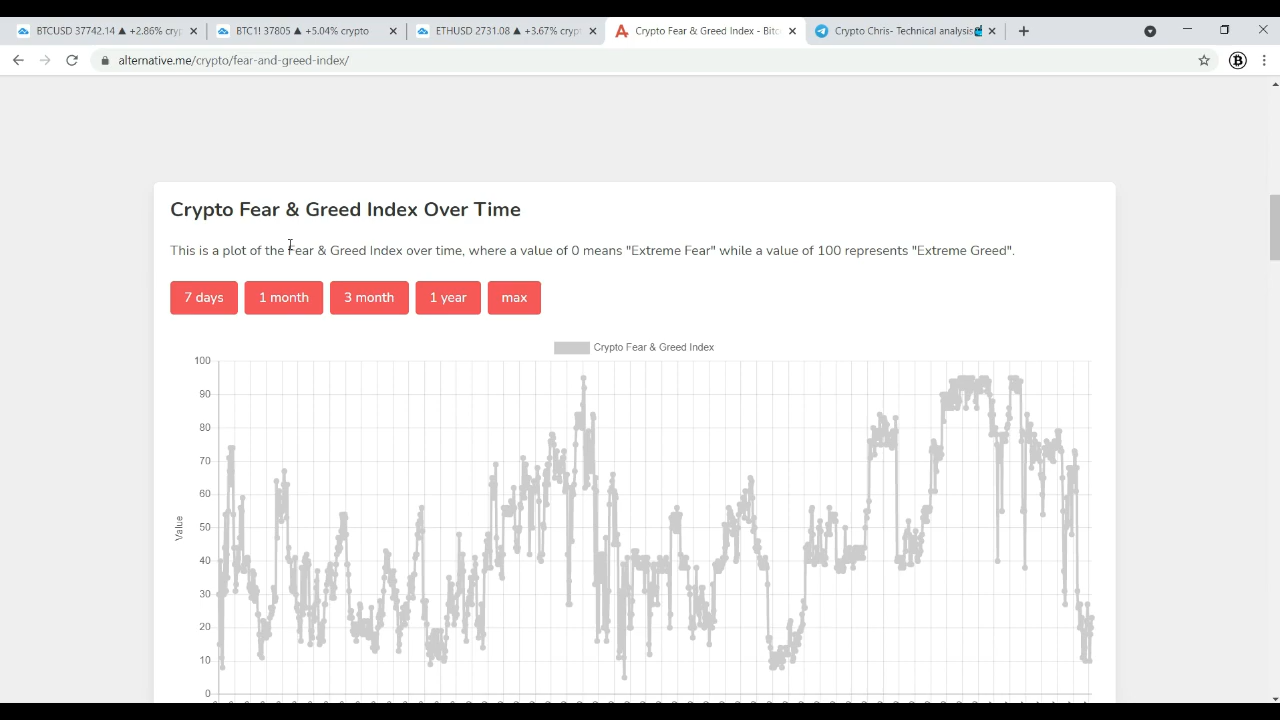 BTCUSD 37742.14 ▲ +2.86% cryp
BTC1! 37805 ▲ +5.04% crypto
ETHUSD 2731.08 ▲ +3.67% crypt
Crypto Fear & Greed Index - Bitc
Crypto Chris- Technical analysis
alternative.me/crypto/fear-and-greed-index/
Crypto Fear & Greed Index Over Time
This is a plot of the Fear & Greed Index over time, where a value of 0 means "Extreme Fear" while a value of 100 represents "Extreme Greed".
7 days
1 month
3 month
1 year
max
Crypto Fear & Greed Index
Value
100
90
80
70
60
50
40
30
20
10
0